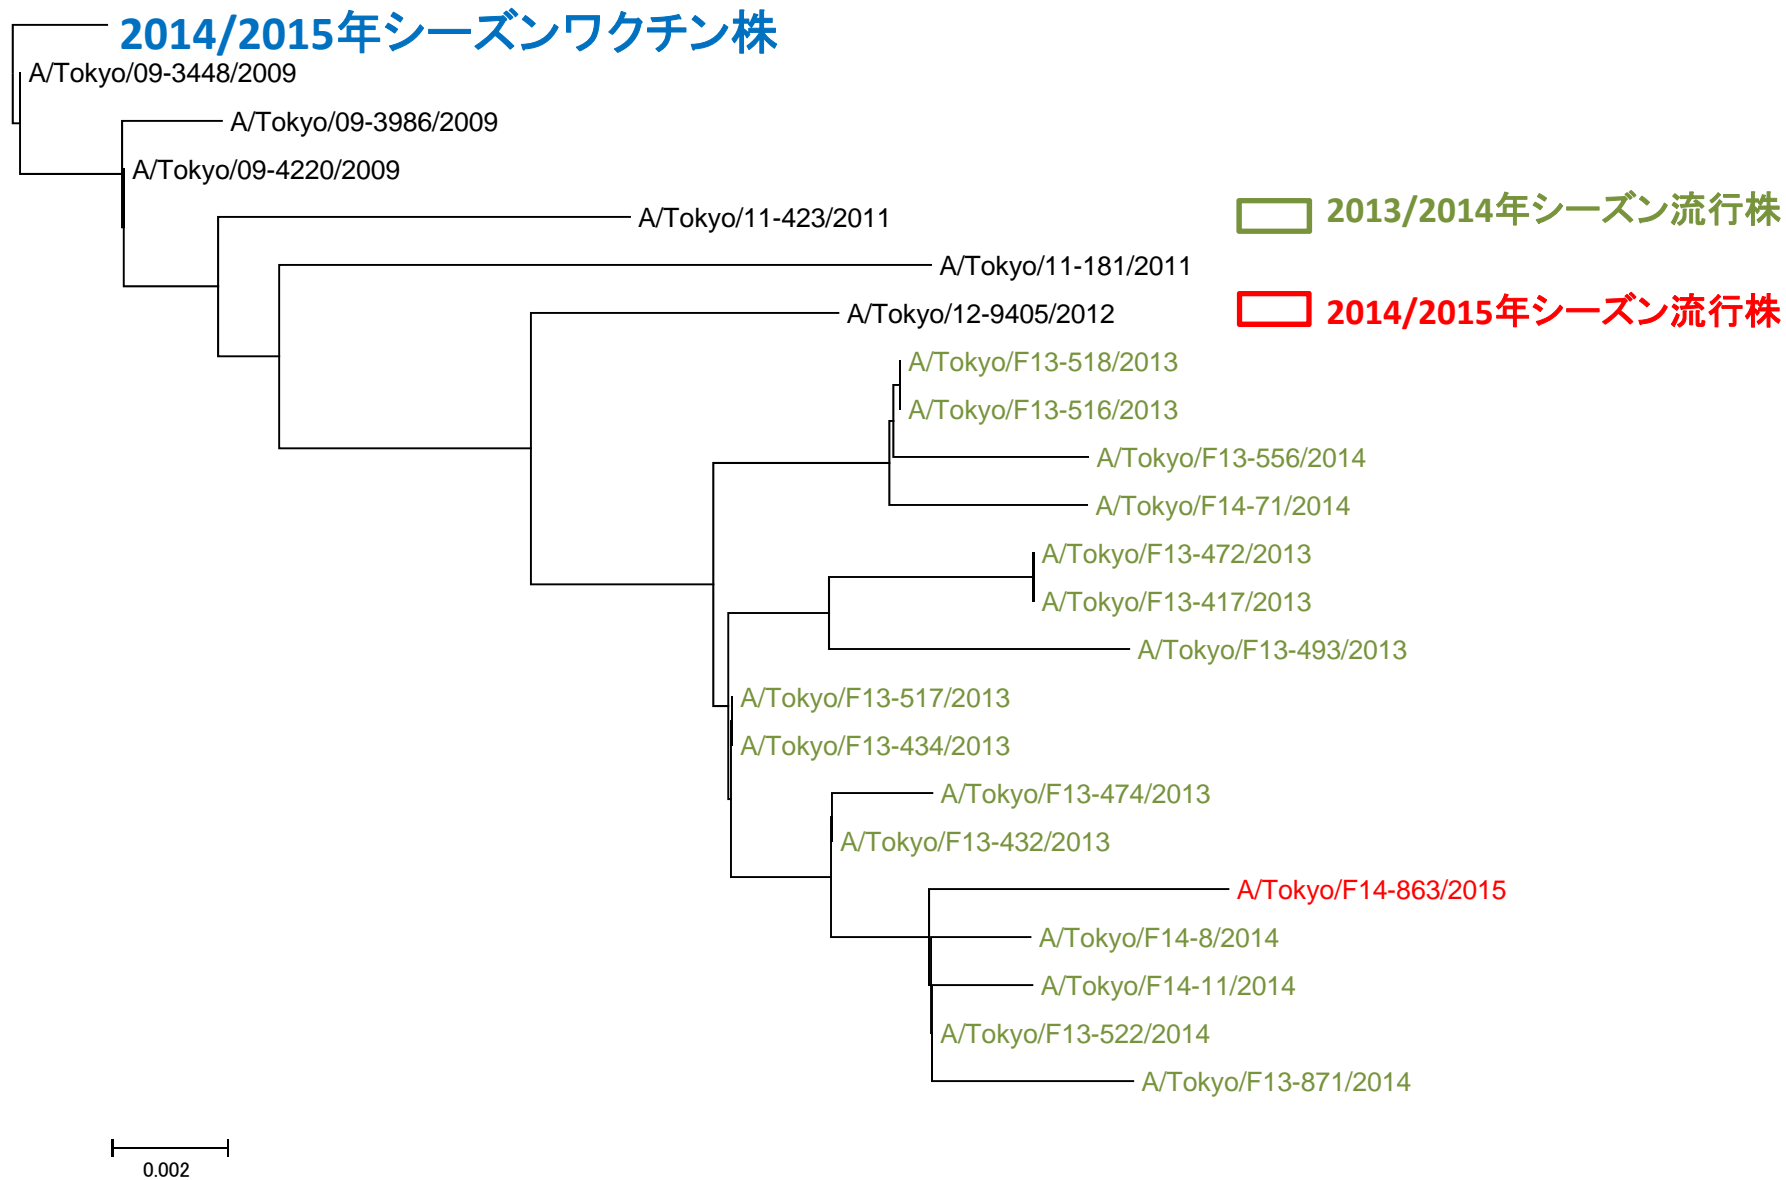 2014/2015年シーズンワクチン株
A/Tokyo/09-3448/2009
A/Tokyo/09-3986/2009
A/Tokyo/09-4220/2009
A/Tokyo/11-423/2011
2013/2014年シーズン流行株
A/Tokyo/11-181/2011
A/Tokyo/12-9405/2012
2014/2015年シーズン流行株
A/Tokyo/F13-518/2013
A/Tokyo/F13-516/2013
A/Tokyo/F13-556/2014
A/Tokyo/F14-71/2014
A/Tokyo/F13-472/2013
A/Tokyo/F13-417/2013
A/Tokyo/F13-493/2013
A/Tokyo/F13-517/2013
A/Tokyo/F13-434/2013
A/Tokyo/F13-474/2013
A/Tokyo/F13-432/2013
A/Tokyo/F14-863/2015
A/Tokyo/F14-8/2014
A/Tokyo/F14-11/2014
A/Tokyo/F13-522/2014
A/Tokyo/F13-871/2014
0.002